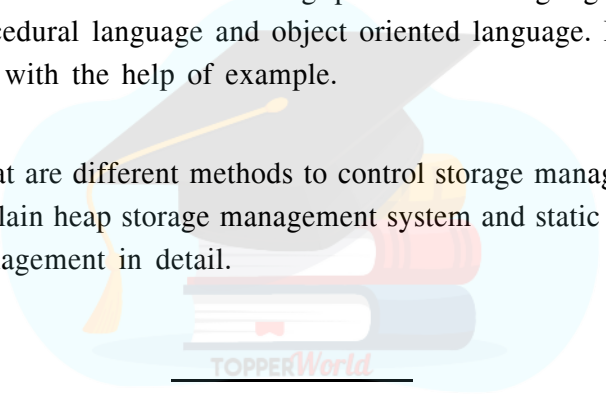 cedural language and object oriented language.
with the help of example.
at are different methods to control storage manag
lain heap storage management system and static
agement in detail.
TOPPERWorld